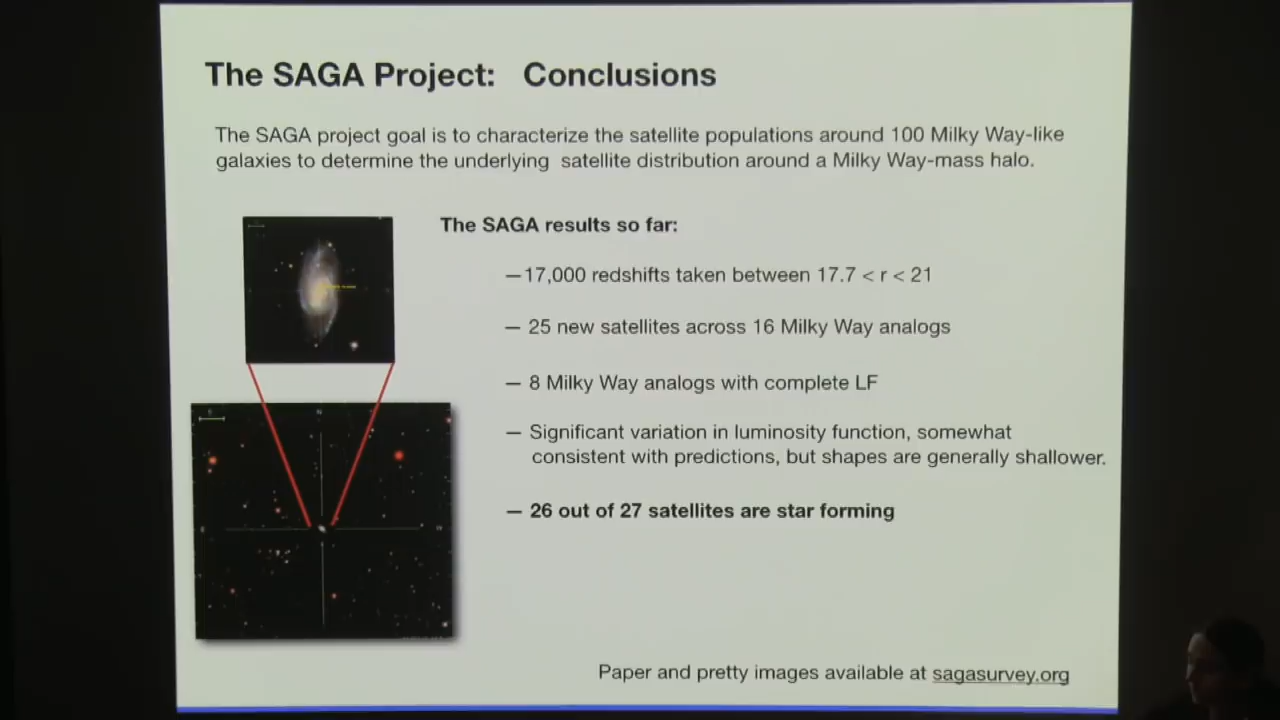 The SAGA Project: Conclusions
The SAGA project goal is to characterize the satellite populations around 100 Milky Way-like
galaxies to determine the underlying satellite distribution around a Milky Way-mass halo.
The SAGA results so far:
—17,000 redshifts taken between 17.7 < r < 21
— 25 new satellites across 16 Milky Way analogs
— 8 Milky Way analogs with complete LF
— Significant variation in luminosity function, somewhat
consistent with predictions, but shapes are generally shallower.
— 26 out of 27 satellites are star forming
Paper and pretty images available at sagasurvey.org